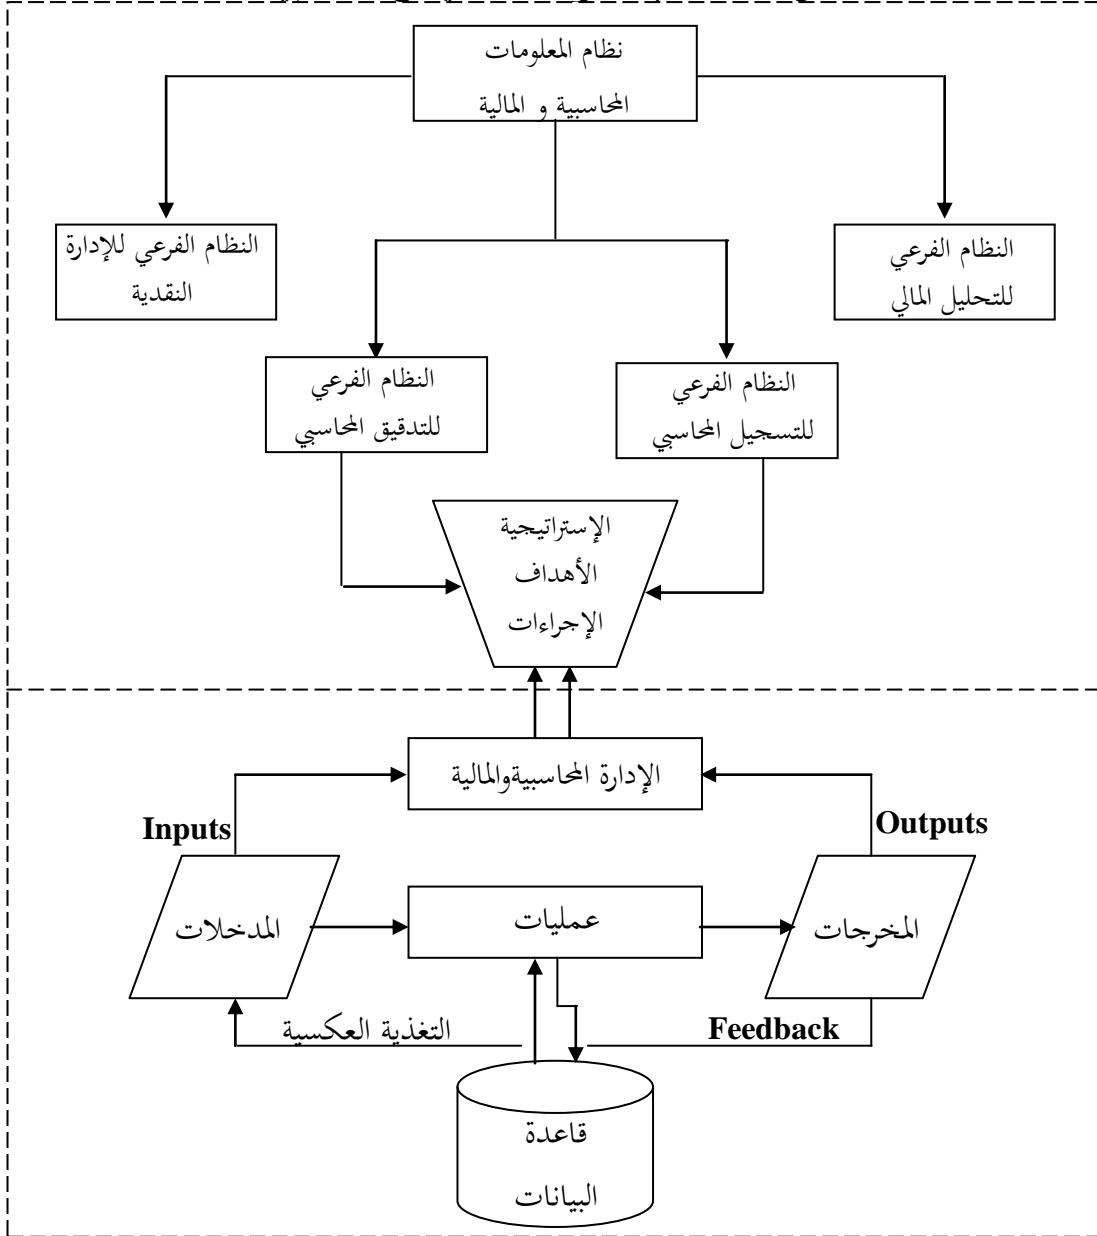 نظام المعلومات
المحاسبية و المالية
النظام الفرعي
للتحليل المالي
النظام الفرعي للإدارة
النقدية
النظام الفرعي
للتسجيل المحاسبي
النظام الفرعي
للتدقيق المحاسبي
الإستراتيجية
الأهداف
الإجراءات
الإدارة المحاسبيةوالمالية
Inputs
Outputs
المدخلات
عمليات
المخرجات
التغذية العكسية
Feedback
قاعدة
البيانات